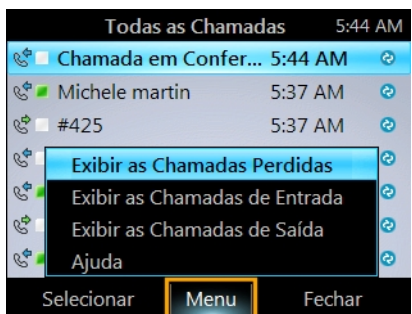 Todas as Chamadas 5:44 AM
Chamada em Confer... 5:44 AM
Michele martin 5:37 AM
#425 5:37 AM
Exibir as Chamadas Perdidas
Exibir as Chamadas de Entrada
Exibir as Chamadas de Saída
Ajuda
Selecionar Menu Fechar